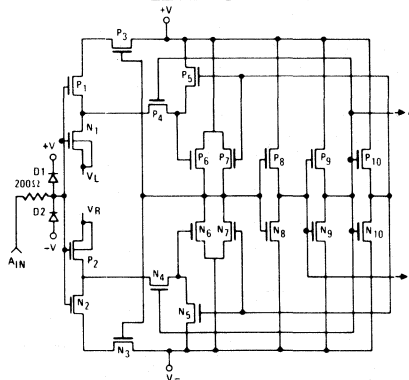 +V
P3
P1
P5
P4
N1
+V
D1
200Ω
VL
P6
P7
P8
P9
P10
D2
VR
-V
AIN
P2
N6
N7
N8
N9
N10
N4
N2
N5
N3
V-